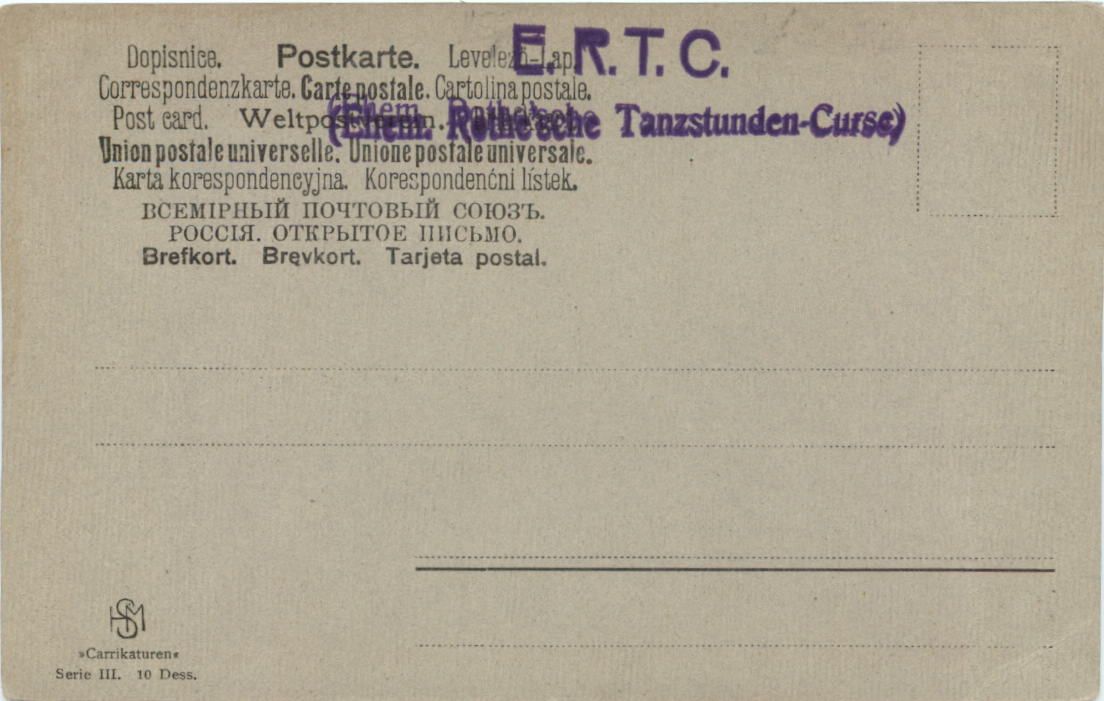 Dopisnice. Postkarte. Levelező-Lap.
E. R. T. C.
Correspondenzkarte. Carte postale. Cartolina postale.
Post card. Weltpostverein.
(Ehem. Rothe'sche Tanzstunden-Curse)
Union postale universelle. Unione postale universale.
Karta korespondencyjna. Korespondenční lístek.
ВСЕМІРНЫЙ ПОЧТОВЫЙ СОЮЗЪ.
РОССІЯ. ОТКРЫТОЕ ПИСЬМО.
Brefkort. Brevkort. Tarjeta postal.
HSM
»Carrikaturen«
Serie III. 10 Dess.